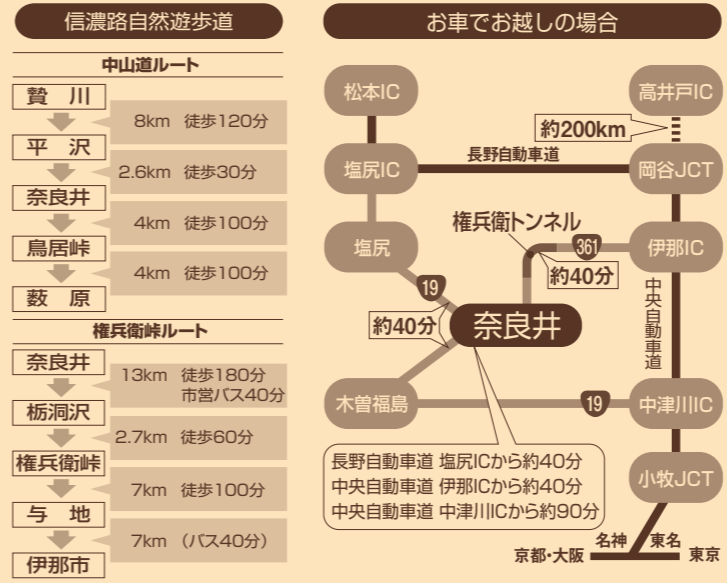 信濃路自然遊歩道
中山道ルート
贄 川
8km 徒歩120分
平 沢
2.6km 徒歩30分
奈良井
4km 徒歩100分
鳥居峠
4km 徒歩100分
薮 原
権兵衛峠ルート
奈良井
13km 徒歩180分
市営バス40分
栃洞沢
2.7km 徒歩60分
権兵衛峠
7km 徒歩100分
与 地
7km (バス40分)
伊那市
お車でお越しの場合
松本IC
高井戸IC
約200km
長野自動車道
塩尻IC
岡谷JCT
権兵衛トンネル
塩尻
361
伊那IC
約40分
19
中央自動車道
約40分
奈良井
木曽福島
19
中津川IC
長野自動車道 塩尻ICから約40分
中央自動車道 伊那ICから約40分
中央自動車道 中津川ICから約90分
小牧JCT
名神
東名
京都・大阪
東京